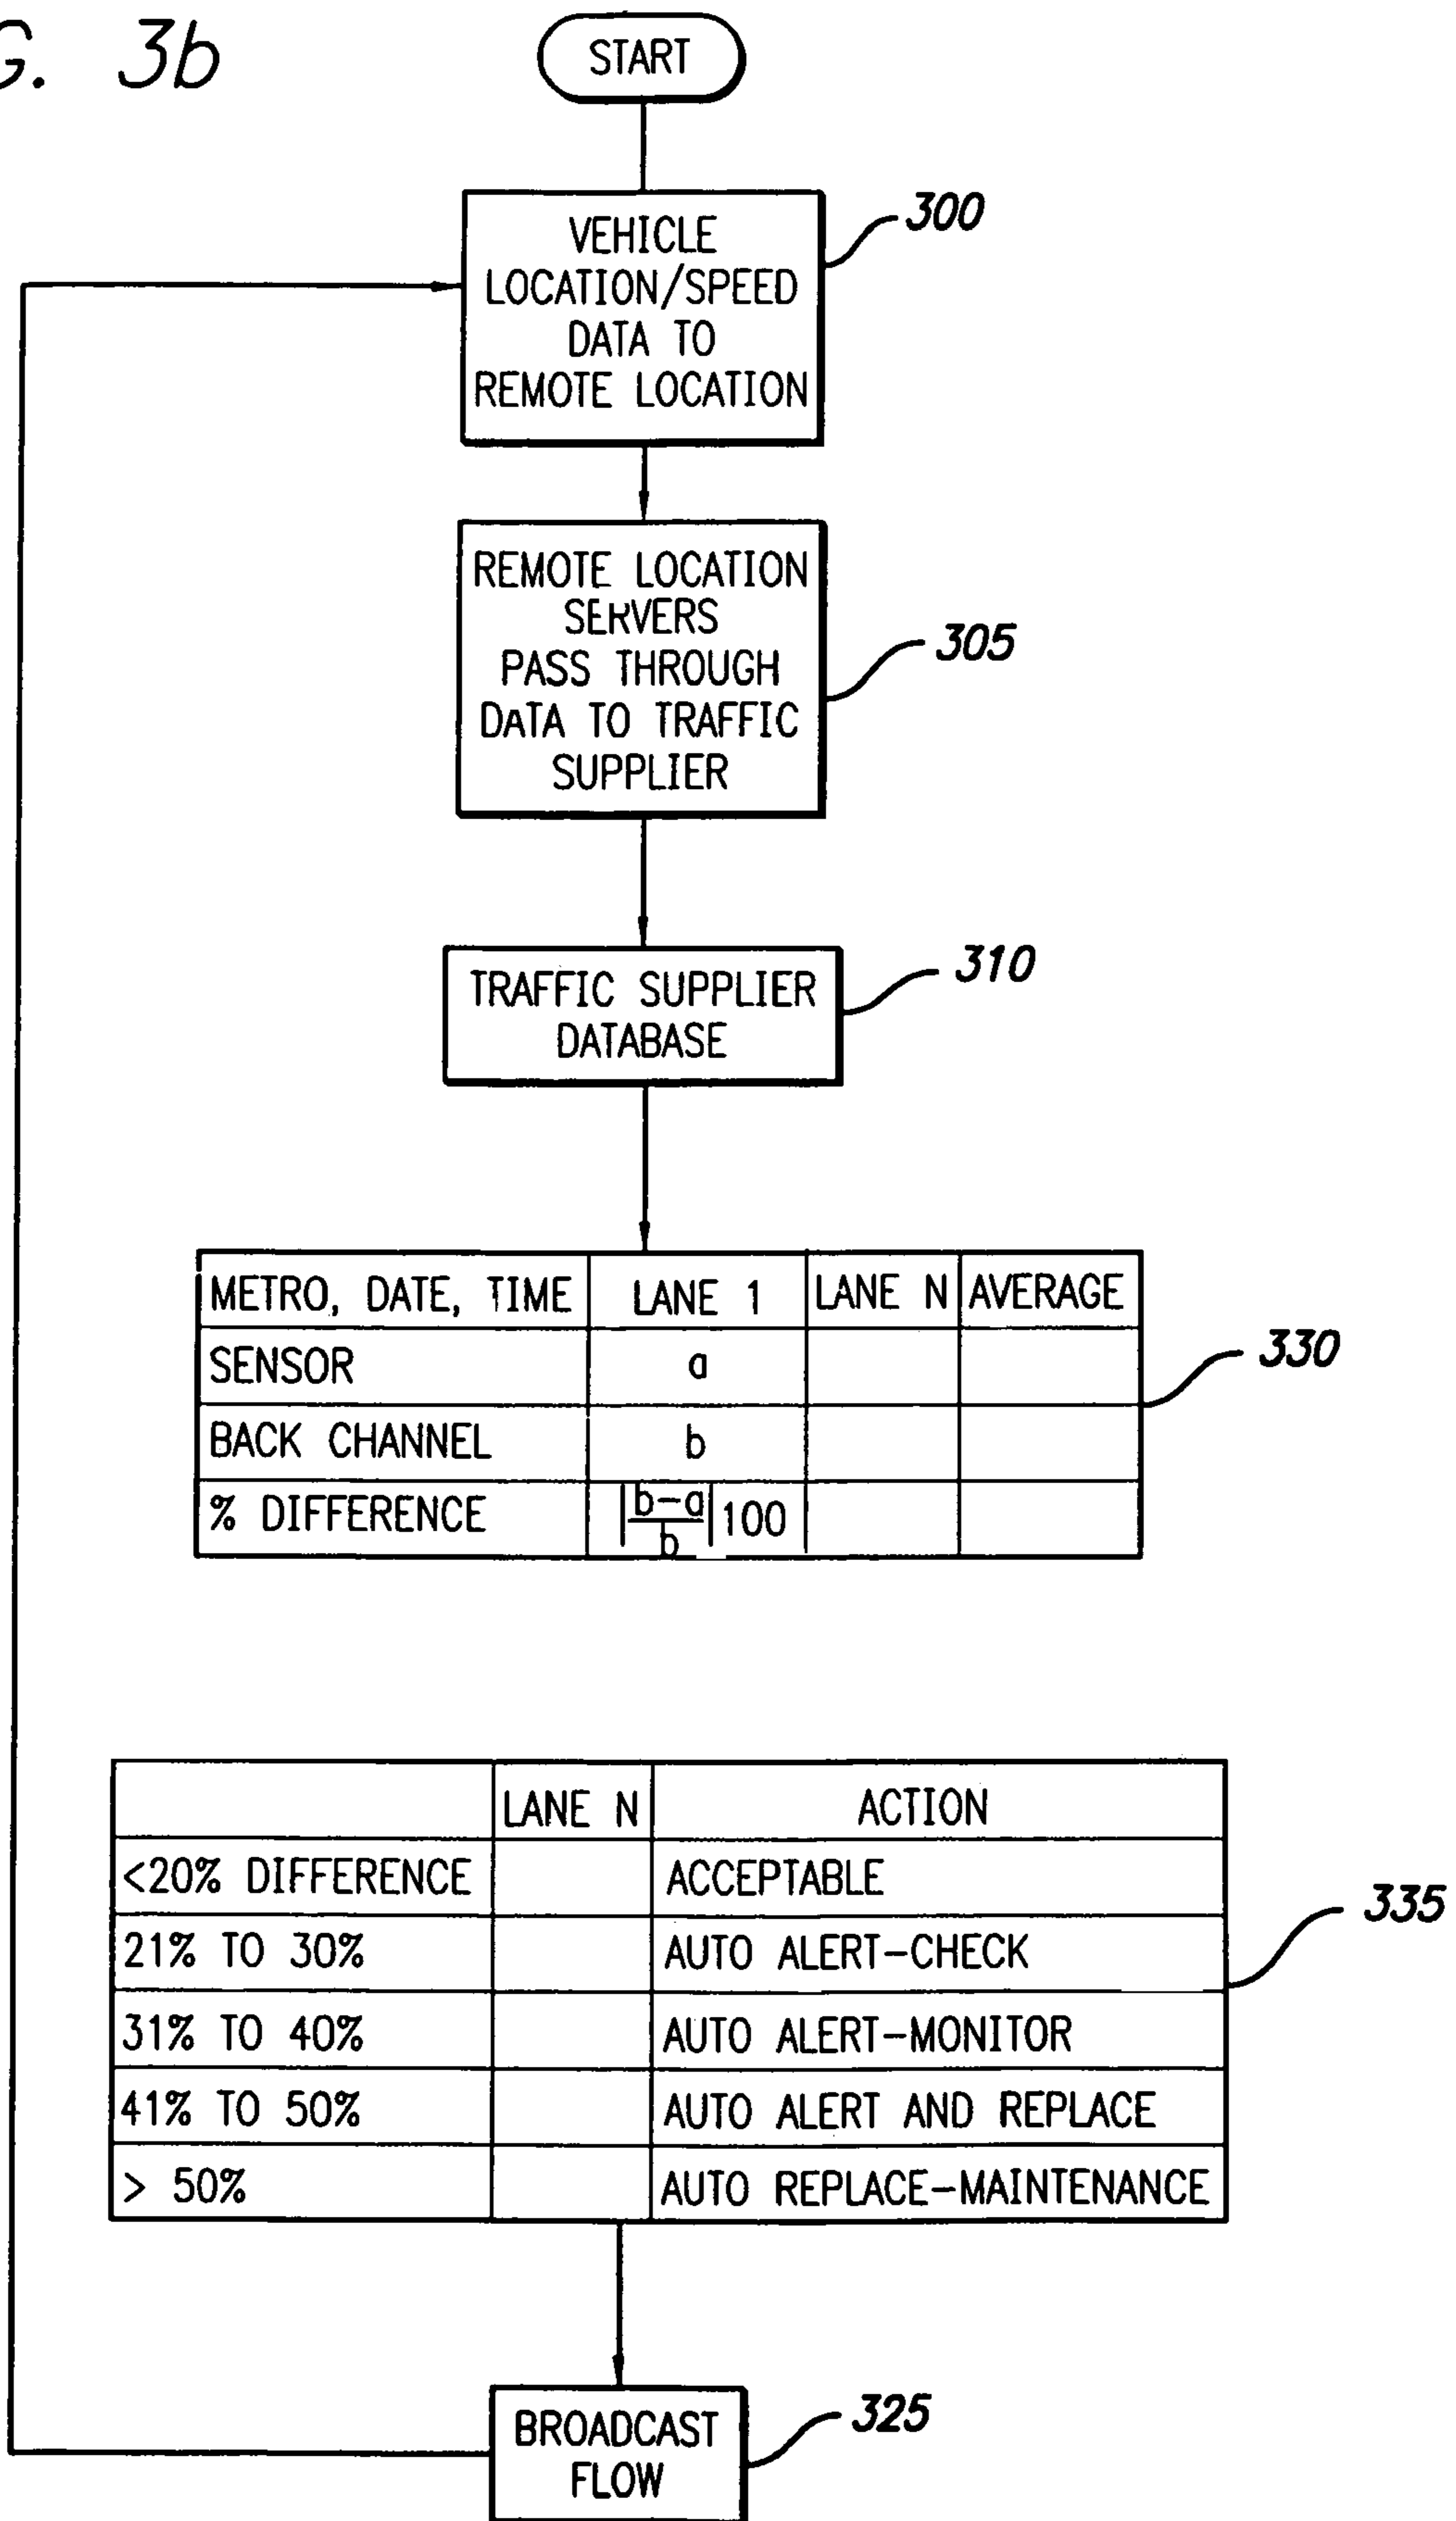 G. 3b
START
VEHICLE
LOCATION/SPEED
DATA TO
REMOTE LOCATION
300
REMOTE LOCATION
SERVERS
PASS THROUGH
DATA TO TRAFFIC
SUPPLIER
305
TRAFFIC SUPPLIER
DATABASE
310
METRO, DATE, TIME LANE 1 LANE N AVERAGE
SENSOR a
BACK CHANNEL b
% DIFFERENCE |b-a/b|100
330
LANE N ACTION
<20% DIFFERENCE ACCEPTABLE
21% TO 30% AUTO ALERT-CHECK
31% TO 40% AUTO ALERT-MONITOR
41% TO 50% AUTO ALERT AND REPLACE
> 50% AUTO REPLACE-MAINTENANCE
335
BROADCAST
FLOW
325